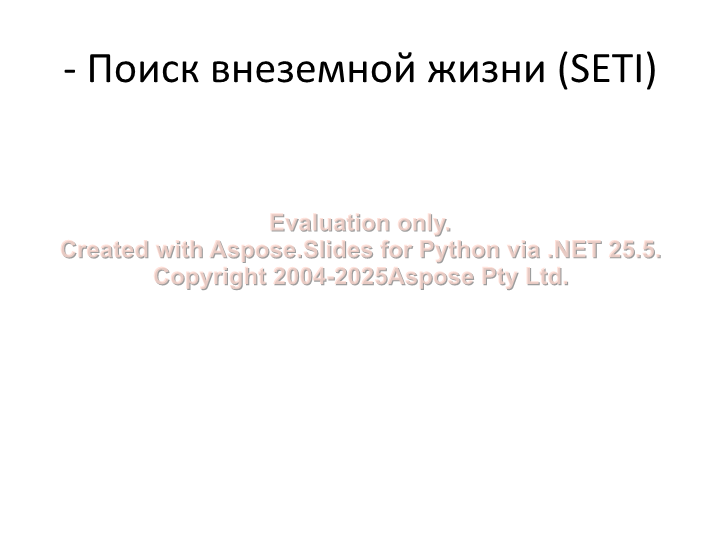 - Поиск внеземной жизни (SETI)
Evaluation only.
Created with Aspose.Slides for Python via .NET 25.5.
Copyright 2004-2025Aspose Pty Ltd.